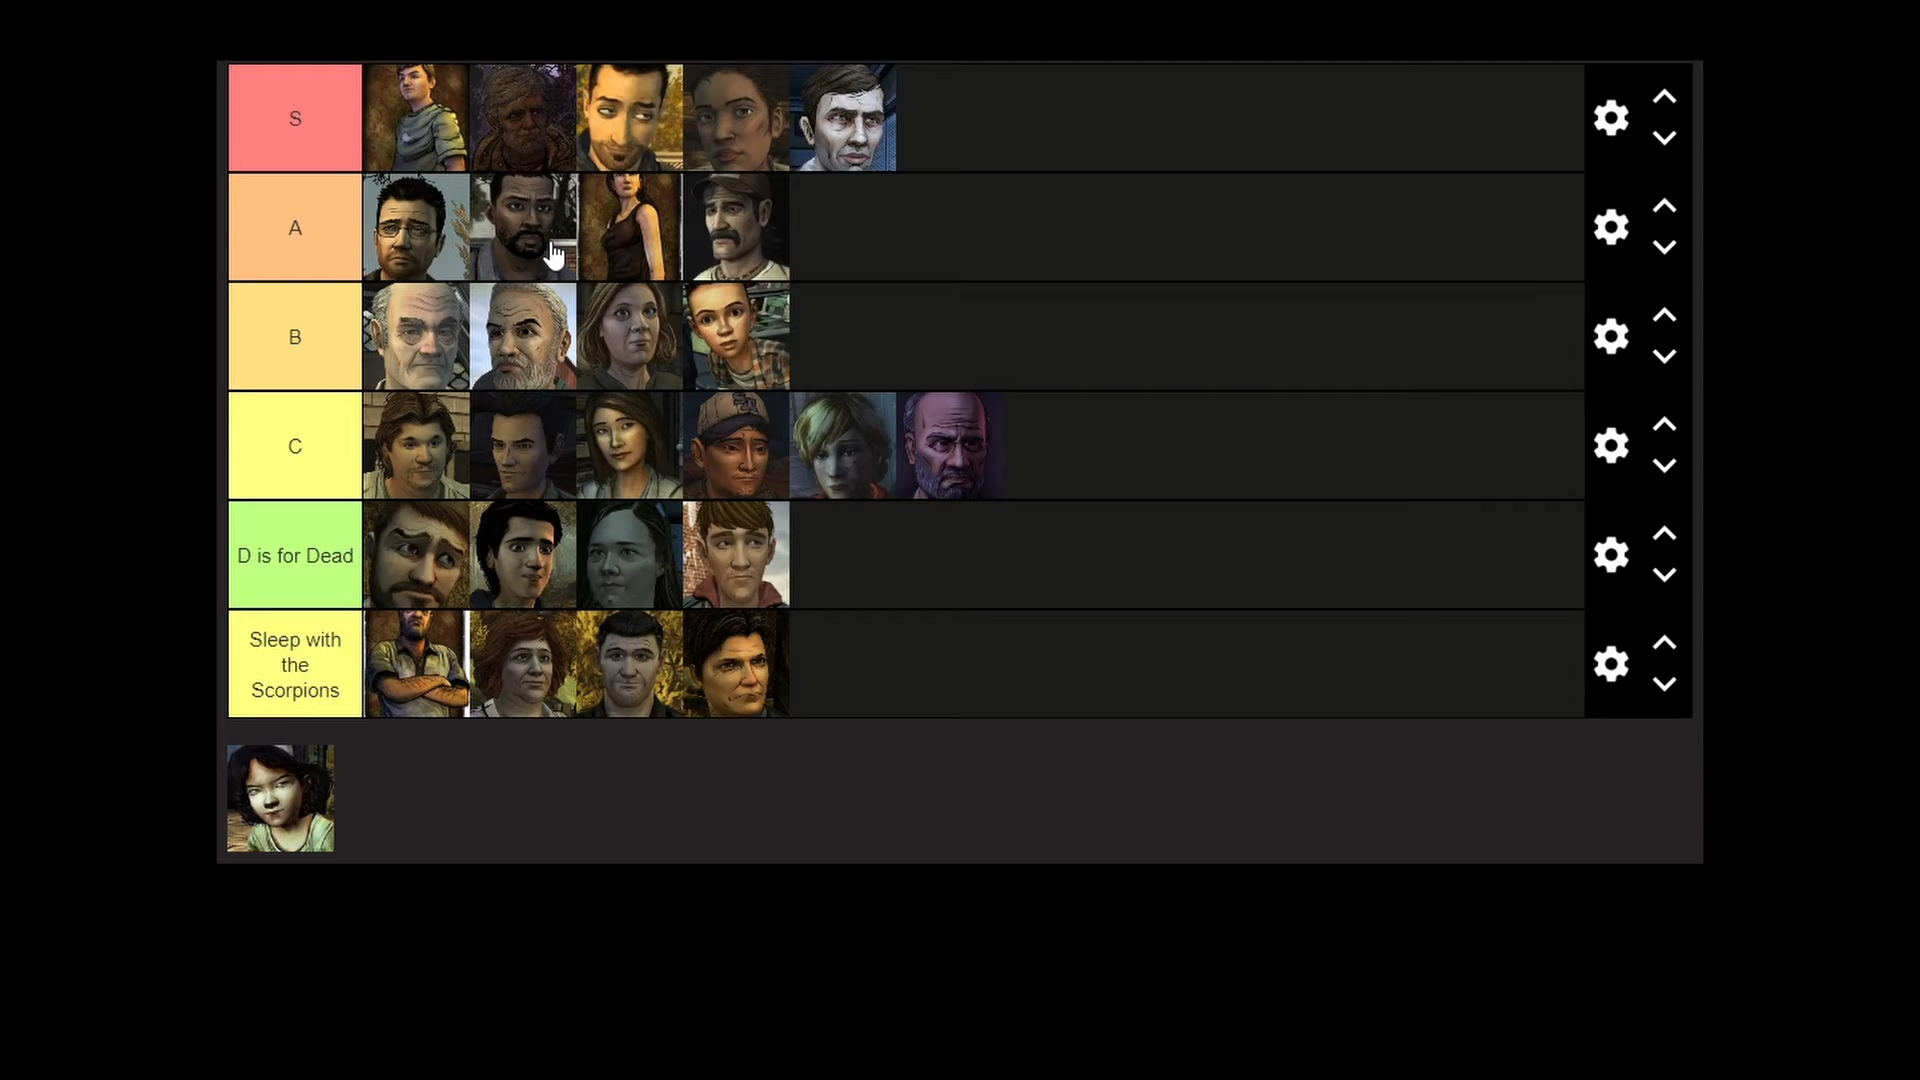 S
A
B
C
D is for Dead
Sleep with
the
Scorpions